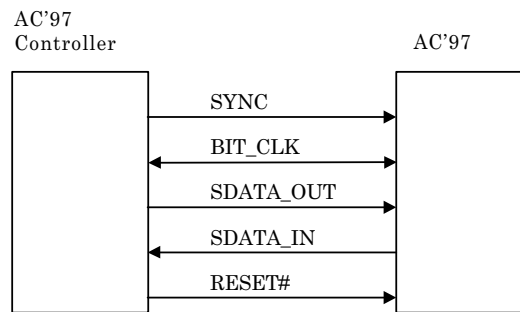 AC'97
Controller
AC'97
SYNC
BIT_CLK
SDATA_OUT
SDATA_IN
RESET#